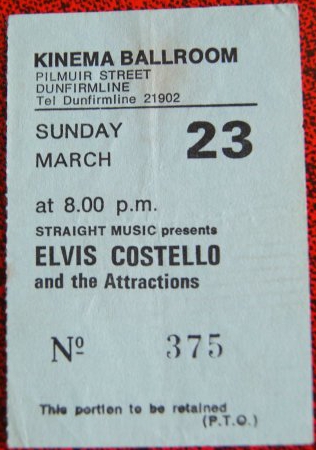 KINEMA BALLROOM
PILMUIR STREET
DUNFIRMLINE
Tel Dunfirmline 21902
SUNDAY
MARCH
23
at 8.00 p.m.
STRAIGHT MUSIC presents
ELVIS COSTELLO
and the Attractions
Nº 375
This portion to be retained
(P.T.O.)